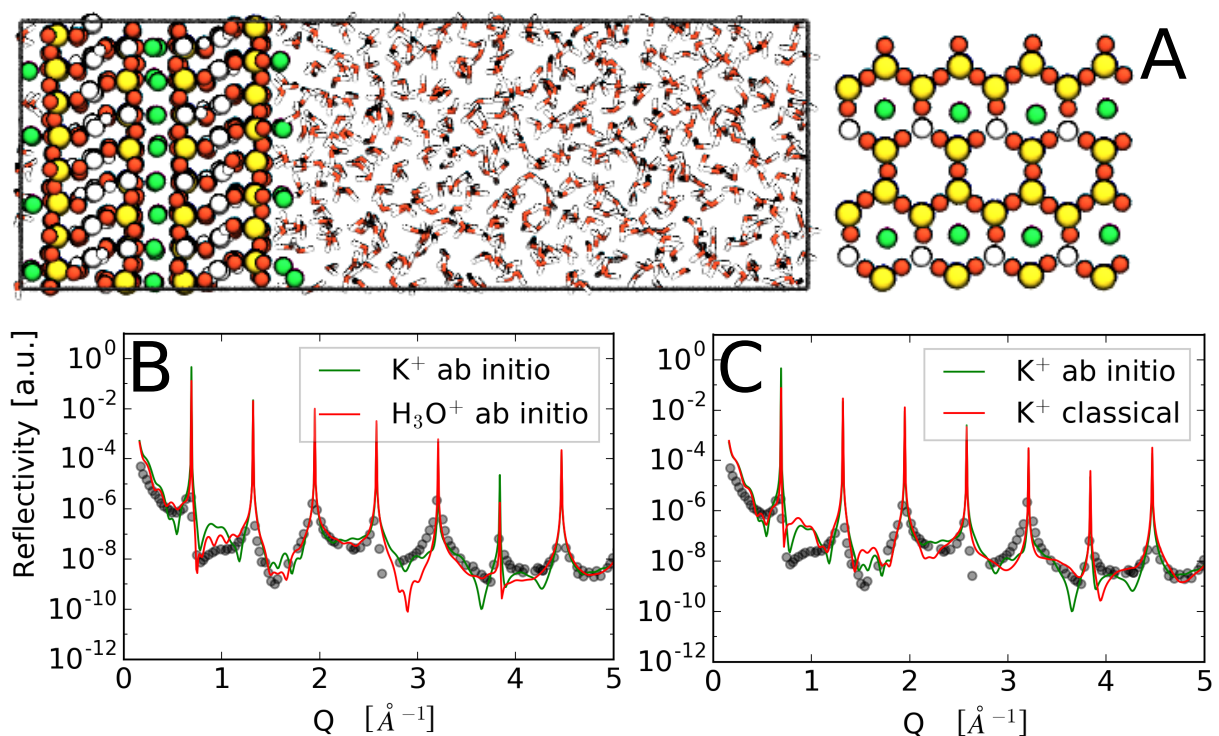 A
B
K⁺ ab initio
H₃O⁺ ab initio
Reflectivity [a.u.]
10⁰
10⁻²
10⁻⁴
10⁻⁶
10⁻⁸
10⁻¹⁰
10⁻¹²
0 1 2 3 4 5
Q [Å⁻¹]
C
K⁺ ab initio
K⁺ classical
10⁰
10⁻²
10⁻⁴
10⁻⁶
10⁻⁸
10⁻¹⁰
10⁻¹²
0 1 2 3 4 5
Q [Å⁻¹]